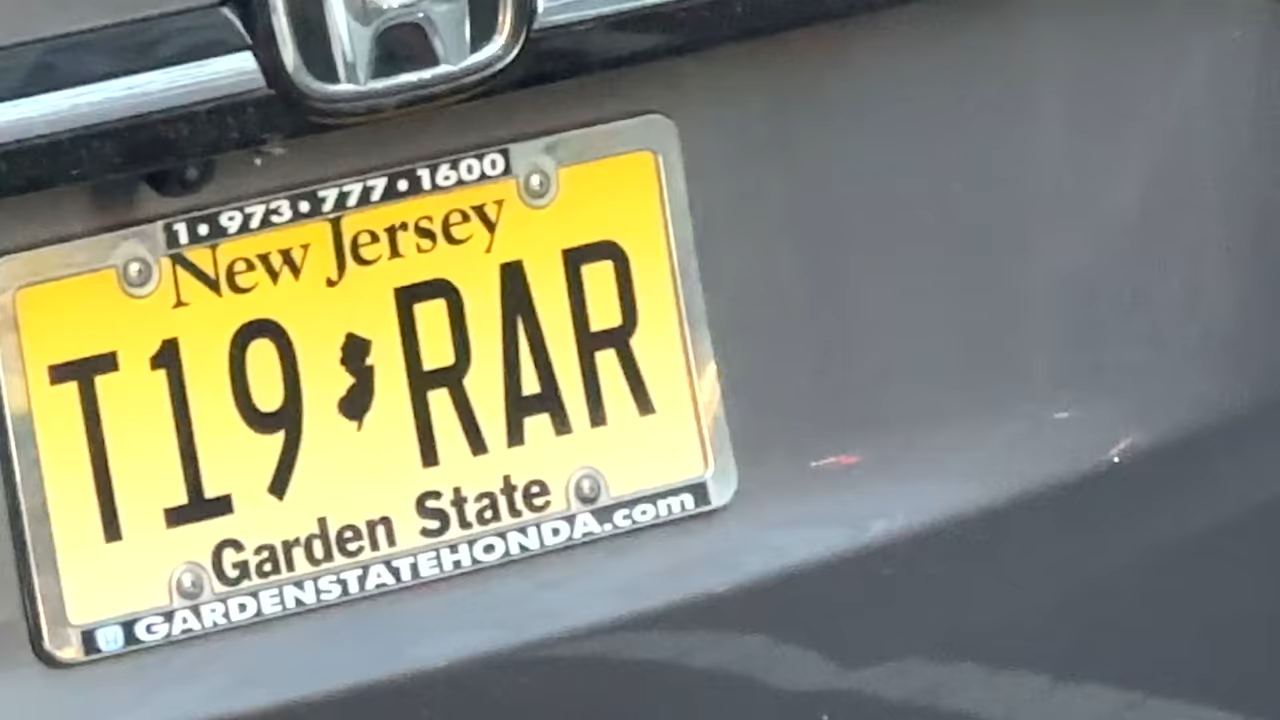 1•973•777•1600
New Jersey
T19 RAR
Garden State
GARDENSTATEHONDA.com